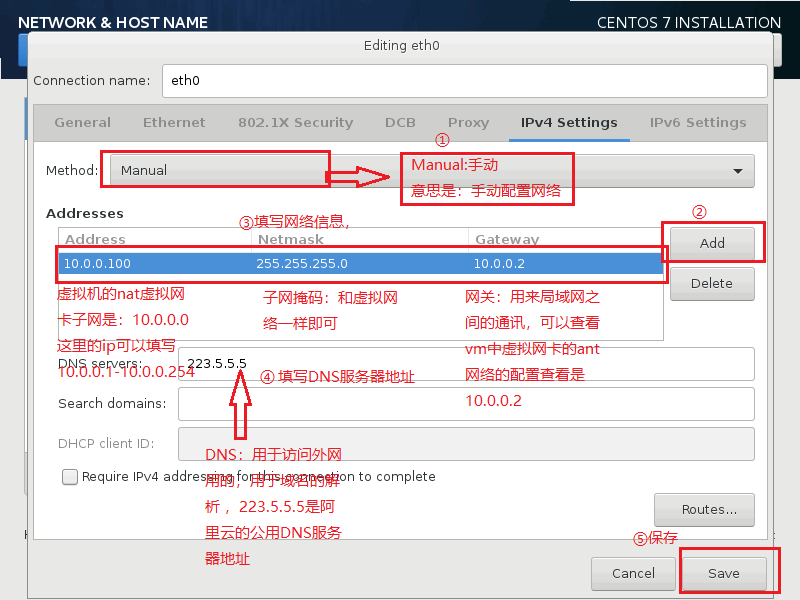 NETWORK & HOST NAME
CENTOS 7 INSTALLATION
Editing eth0
Connection name:
eth0
General
Ethernet
802.1X Security
DCB
Proxy
IPv4 Settings
IPv6 Settings
①
Method:
Manual
Manual:手动
意思是：手动配置网络
Addresses
②
③填写网络信息,
Address
Netmask
Gateway
Add
10.0.0.100
255.255.255.0
10.0.0.2
Delete
虚拟机的nat虚拟网
卡子网是：10.0.0.0
这里的ip可以填写
10.0.0.1-10.0.0.254
子网掩码：和虚拟网
络一样即可
网关：用来局域网之
间的通讯，可以查看
vm中虚拟网卡的ant
网络的配置查看是
10.0.0.2
DNS servers:
223.5.5.5
④ 填写DNS服务器地址
Search domains:
DHCP client ID:
DNS：用于访问外网
用的，用于域名的解
析 ，223.5.5.5是阿
里云的公用DNS服务
器地址
Require IPv4 addressing for this connection to complete
Routes...
⑤保存
Cancel
Save